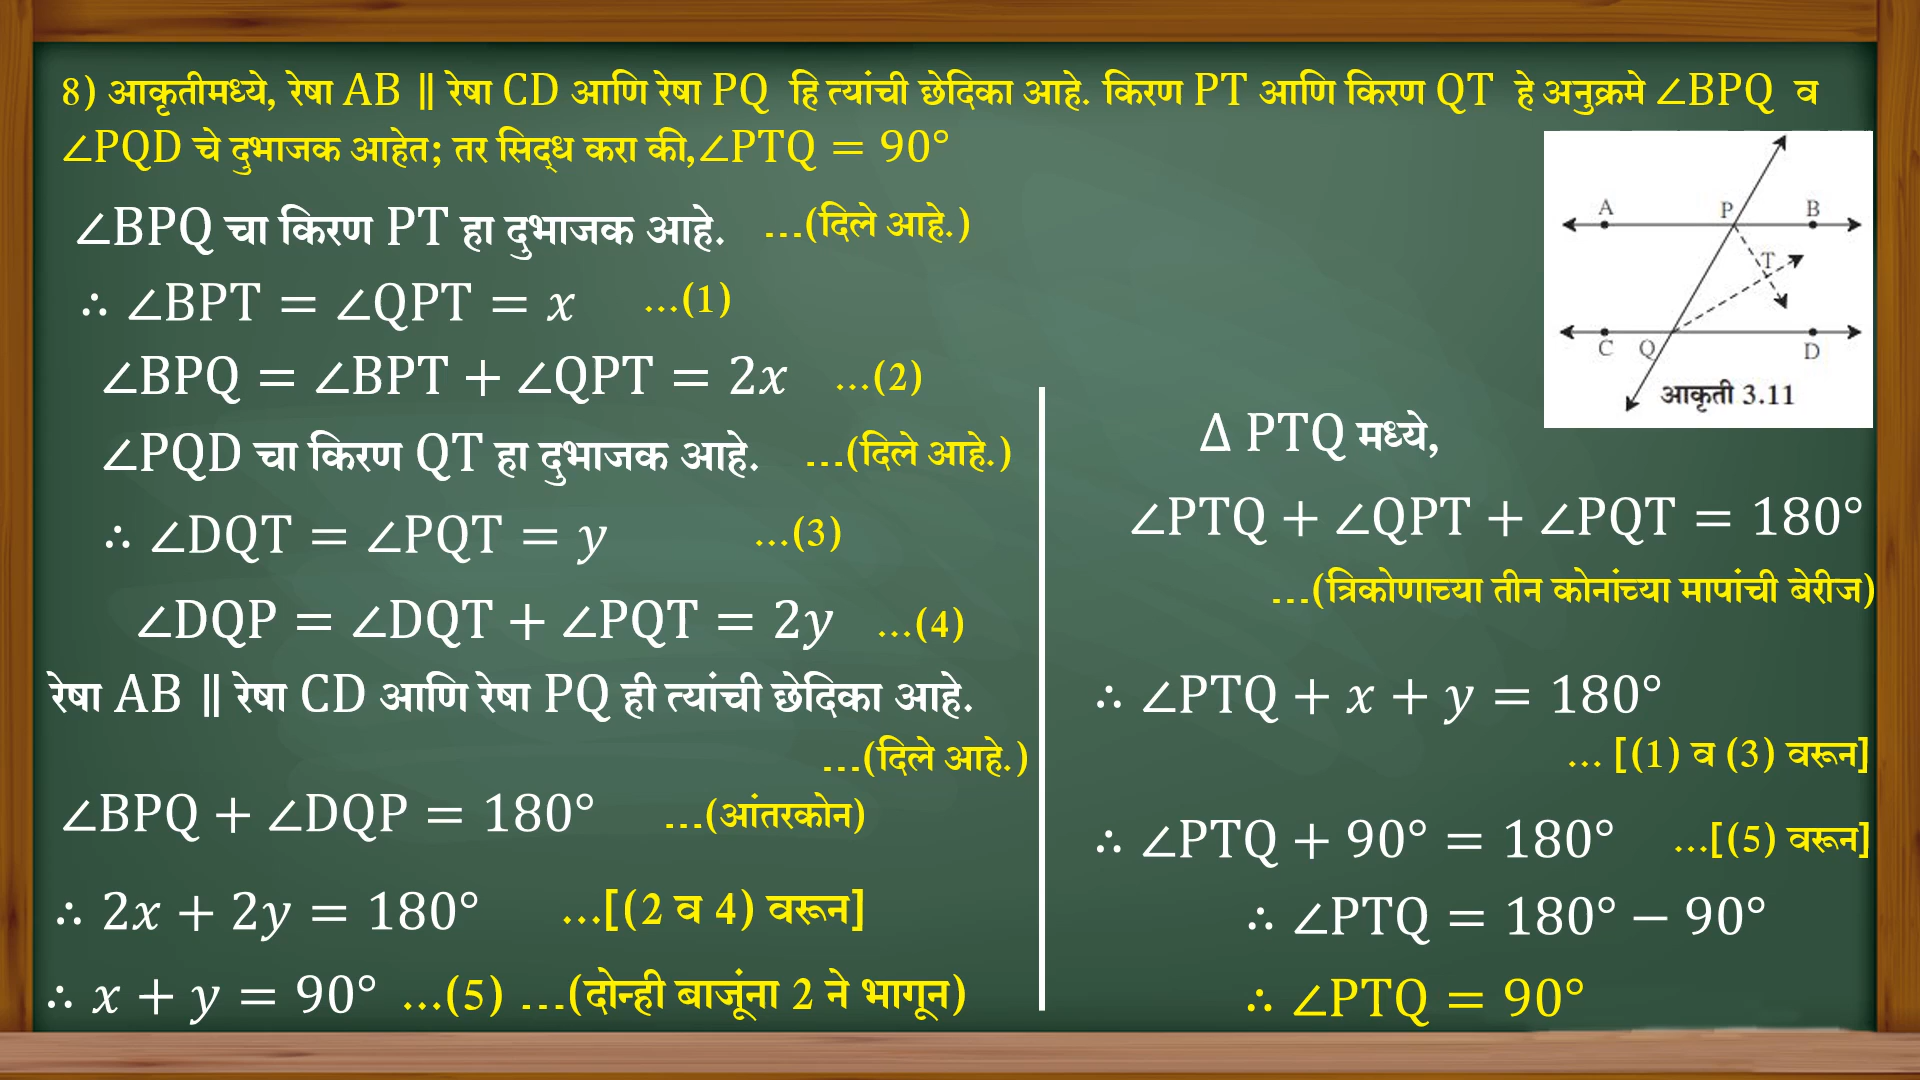 8) आकृतीमध्ये, रेषा AB ∥ रेषा CD आणि रेषा PQ हि त्यांची छेदिका आहे. किरण PT आणि किरण QT हे अनुक्रमे ∠BPQ व
∠PQD चे दुभाजक आहेत; तर सिद्ध करा की,∠PTQ = 90°
∠BPQ चा किरण PT हा दुभाजक आहे. ...(दिले आहे.)
∴ ∠BPT = ∠QPT = x ...(1)
∠BPQ = ∠BPT + ∠QPT = 2x ...(2)
∠PQD चा किरण QT हा दुभाजक आहे. ...(दिले आहे.)
∴ ∠DQT = ∠PQT = y ...(3)
∠DQP = ∠DQT + ∠PQT = 2y ...(4)
रेषा AB ∥ रेषा CD आणि रेषा PQ ही त्यांची छेदिका आहे.
...(दिले आहे.)
∠BPQ + ∠DQP = 180° ...(आंतरकोन)
∴ 2x + 2y = 180° ...[(2 व 4) वरून]
∴ x + y = 90° ...(5) ...(दोन्ही बाजूंना 2 ने भागून)
A P B
T
C Q D
आकृती 3.11
Δ PTQ मध्ये,
∠PTQ + ∠QPT + ∠PQT = 180°
...(त्रिकोणाच्या तीन कोनांच्या मापांची बेरीज)
∴ ∠PTQ + x + y = 180°
... [(1) व (3) वरून]
∴ ∠PTQ + 90° = 180° ...[(5) वरून]
∴ ∠PTQ = 180° − 90°
∴ ∠PTQ = 90°